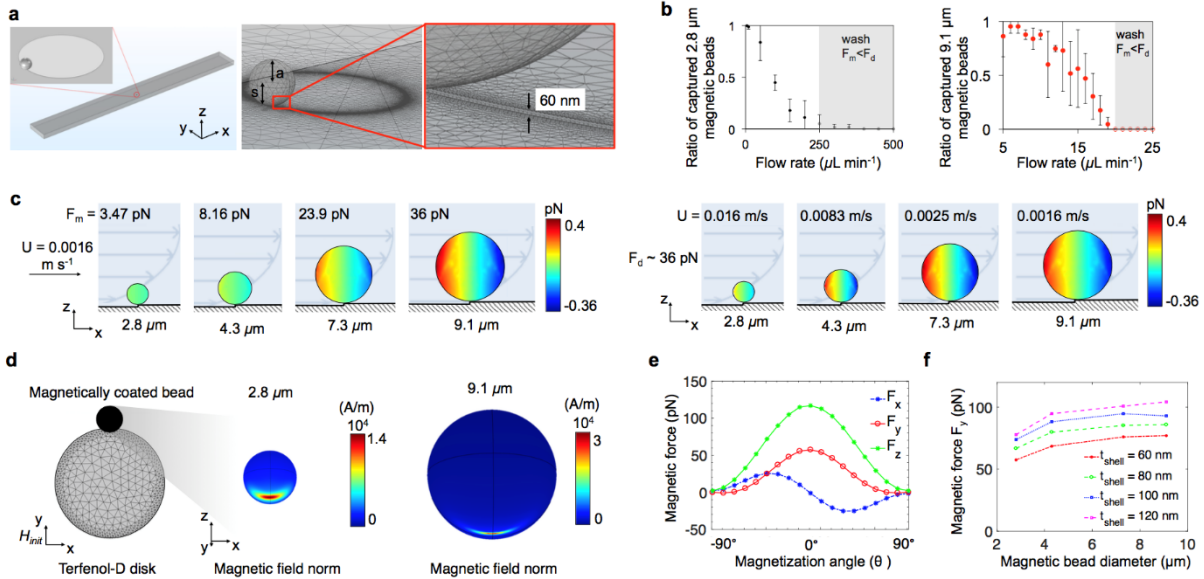 a
z
y
x
a
s
60 nm
b
Ratio of captured 2.8 µm
magnetic beads
1
0.5
0
wash
Fm<Fd
0
250
500
Flow rate (µL min⁻¹)
Ratio of captured 9.1 µm
magnetic beads
1
0.5
0
wash
Fm<Fd
5
15
25
Flow rate (µL min⁻¹)
c
Fm = 3.47 pN
8.16 pN
23.9 pN
36 pN
pN
0.4
-0.36
U = 0.0016
m s⁻¹
z
x
2.8 µm
4.3 µm
7.3 µm
9.1 µm
U = 0.016 m/s
0.0083 m/s
0.0025 m/s
0.0016 m/s
pN
0.4
-0.36
Fd ~ 36 pN
z
x
2.8 µm
4.3 µm
7.3 µm
9.1 µm
d
Magnetically coated bead
y
Hinit
x
Terfenol-D disk
2.8 µm
(A/m)
10⁴
1.4
0
z
y
x
Magnetic field norm
9.1 µm
(A/m)
10⁴
3
0
Magnetic field norm
e
Magnetic force (pN)
150
100
50
0
-50
Fx
Fy
Fz
-90°
0°
90°
Magnetization angle (θ )
f
Magnetic force Fy (pN)
100
50
0
tshell = 60 nm
tshell = 80 nm
tshell = 100 nm
tshell = 120 nm
2
4
6
8
10
Magnetic bead diameter (µm)